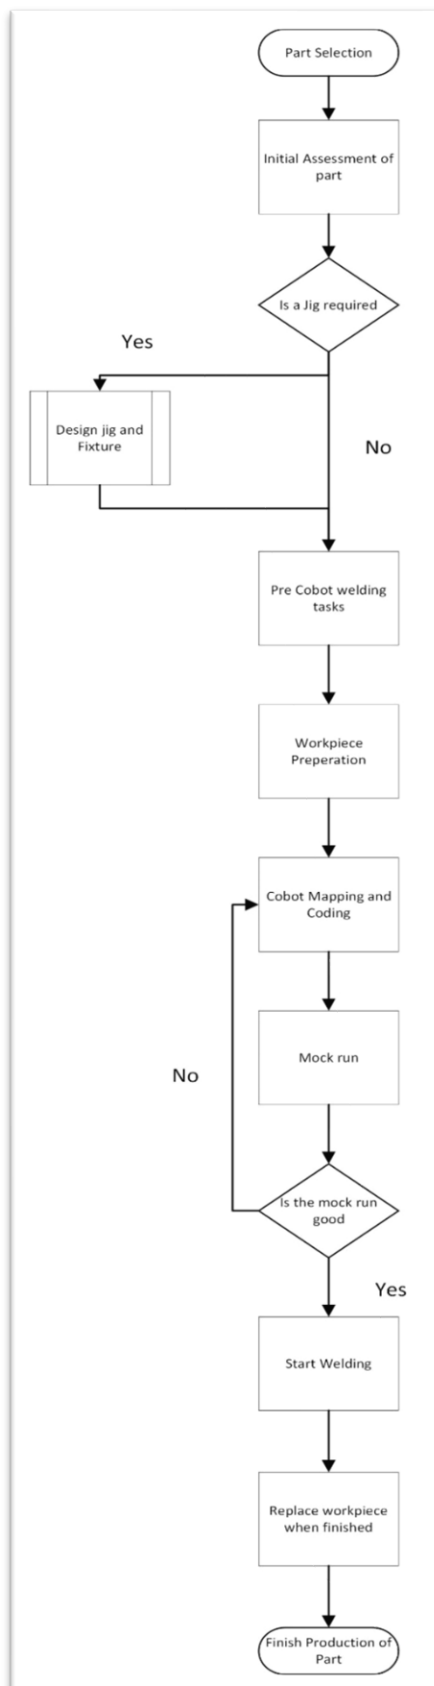 Part Selection
Initial Assessment of
part
Is a Jig required
Yes
Design jig and
Fixture
No
Pre Cobot welding
tasks
Workpiece
Preperation
Cobot Mapping and
Coding
Mock run
No
Is the mock run
good
Yes
Start Welding
Replace workpiece
when finished
Finish Production of
Part